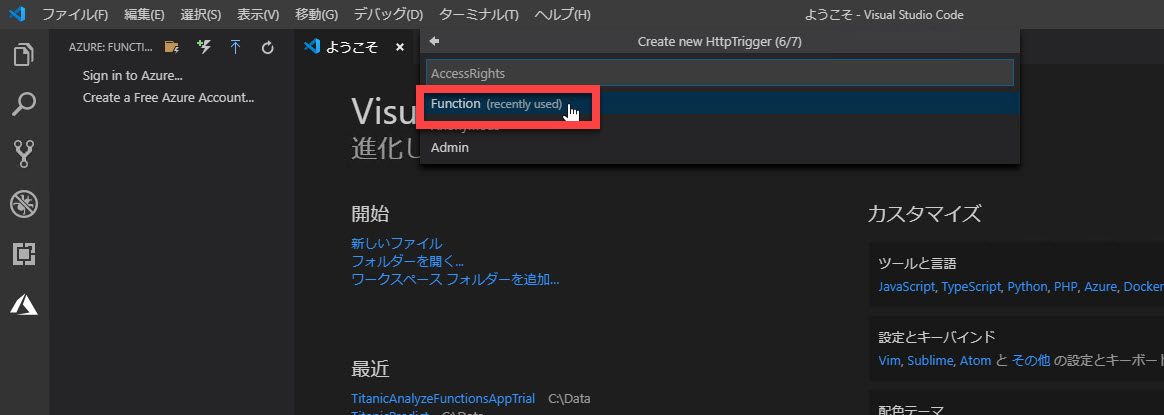 ファイル(F) 編集(E) 選択(S) 表示(V) 移動(G) デバッグ(D) ターミナル(T) ヘルプ(H) ようこそ - Visual Studio Code
AZURE: FUNCTI...
Sign in to Azure...
Create a Free Azure Account...
ようこそ ×
Create new HttpTrigger (6/7)
AccessRights
Function (recently used)
Admin
進化し
開始
新しいファイル
フォルダーを開く...
ワークスペース フォルダーを追加...
最近
TitanicAnalyzeFunctionsAppTrial C:\Data
TitanicPredict C:\Data
カスタマイズ
ツールと言語
JavaScript, TypeScript, Python, PHP, Azure, Docker
設定とキーバインド
Vim, Sublime, Atom と その他 の設定とキーボー
配色テーマ